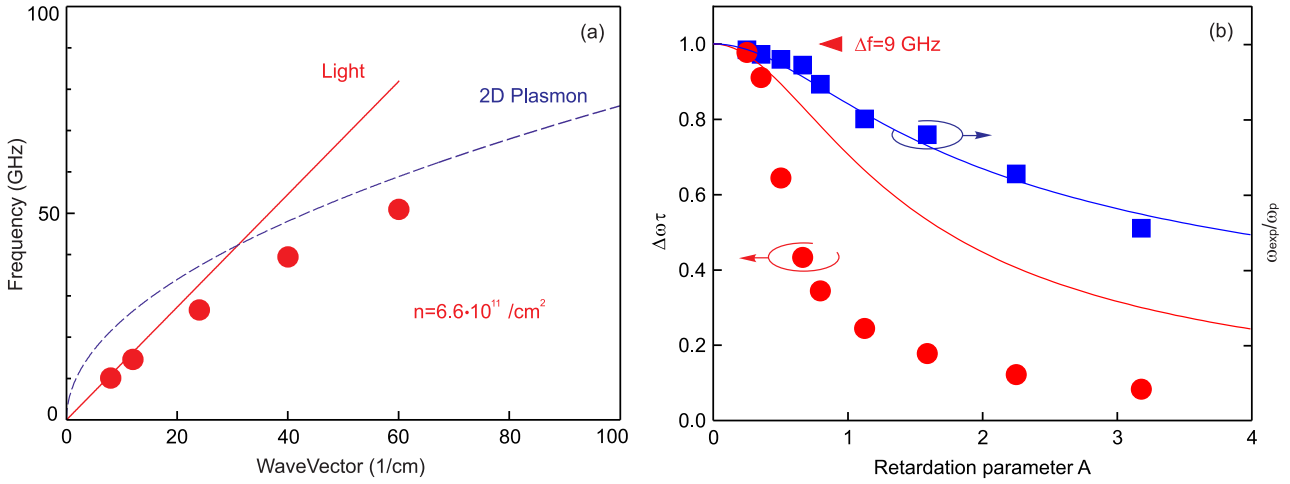 (a)
Light
2D Plasmon
n=6.6•10¹¹ /cm²
Frequency (GHz)
100
50
0
0 20 40 60 80 100
WaveVector (1/cm)
(b)
Δf=9 GHz
Δωτ
1.0
0.8
0.6
0.4
0.2
0.0
0 1 2 3 4
Retardation parameter A
ωexp/ωp